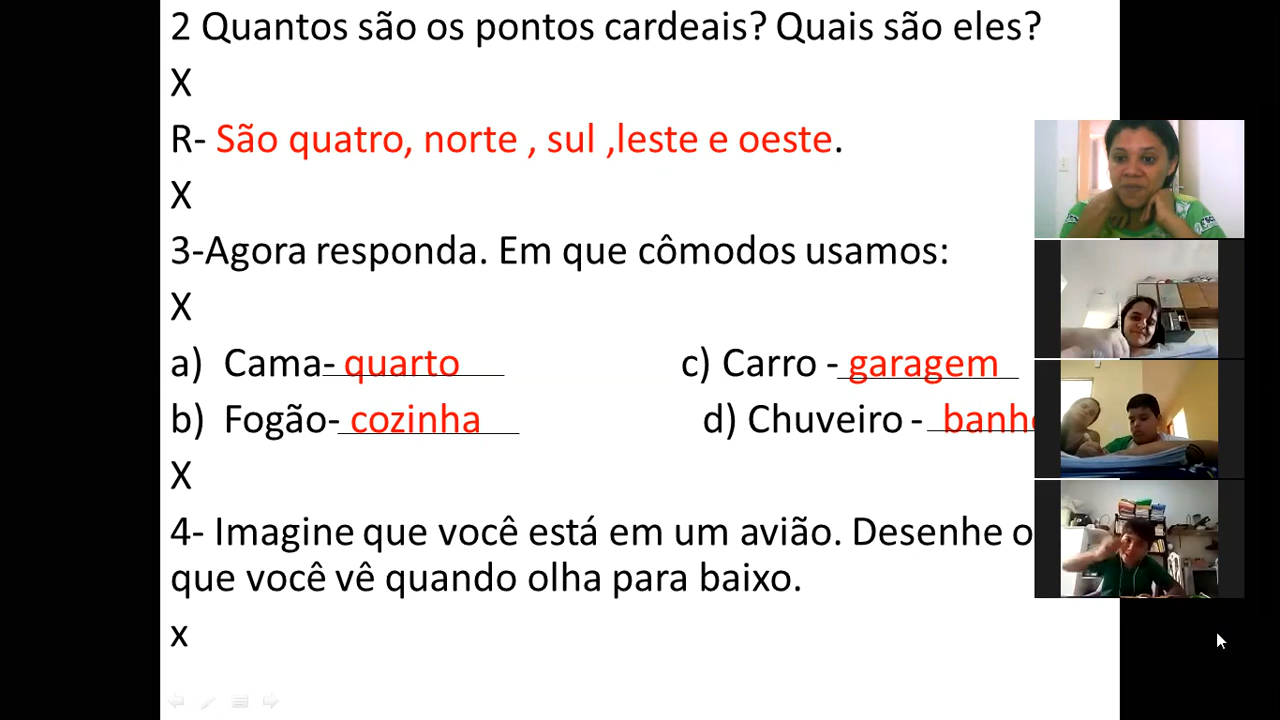 2 Quantos são os pontos cardeais? Quais são eles?
X
R- São quatro, norte , sul ,leste e oeste.
X
3-Agora responda. Em que cômodos usamos:
X
a) Cama- quarto c) Carro - garagem
b) Fogão- cozinha d) Chuveiro - banh
X
4- Imagine que você está em um avião. Desenhe o
que você vê quando olha para baixo.
x